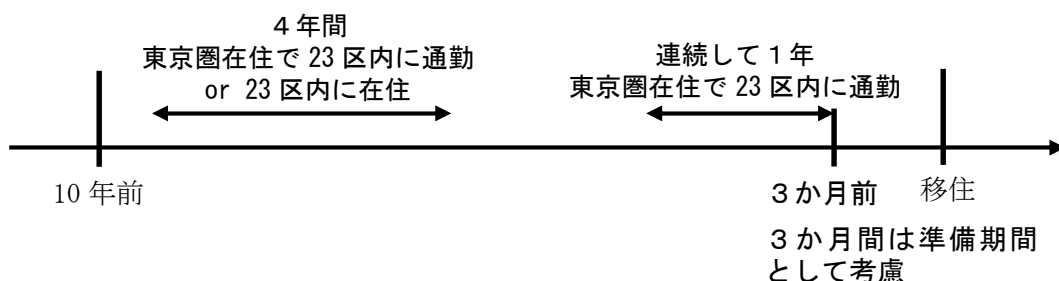 ４年間
東京圏在住で 23 区内に通勤
or 23 区内に在住
連続して１年
東京圏在住で 23 区内に通勤
10 年前
３か月前
移住
３か月間は準備期間
として考慮